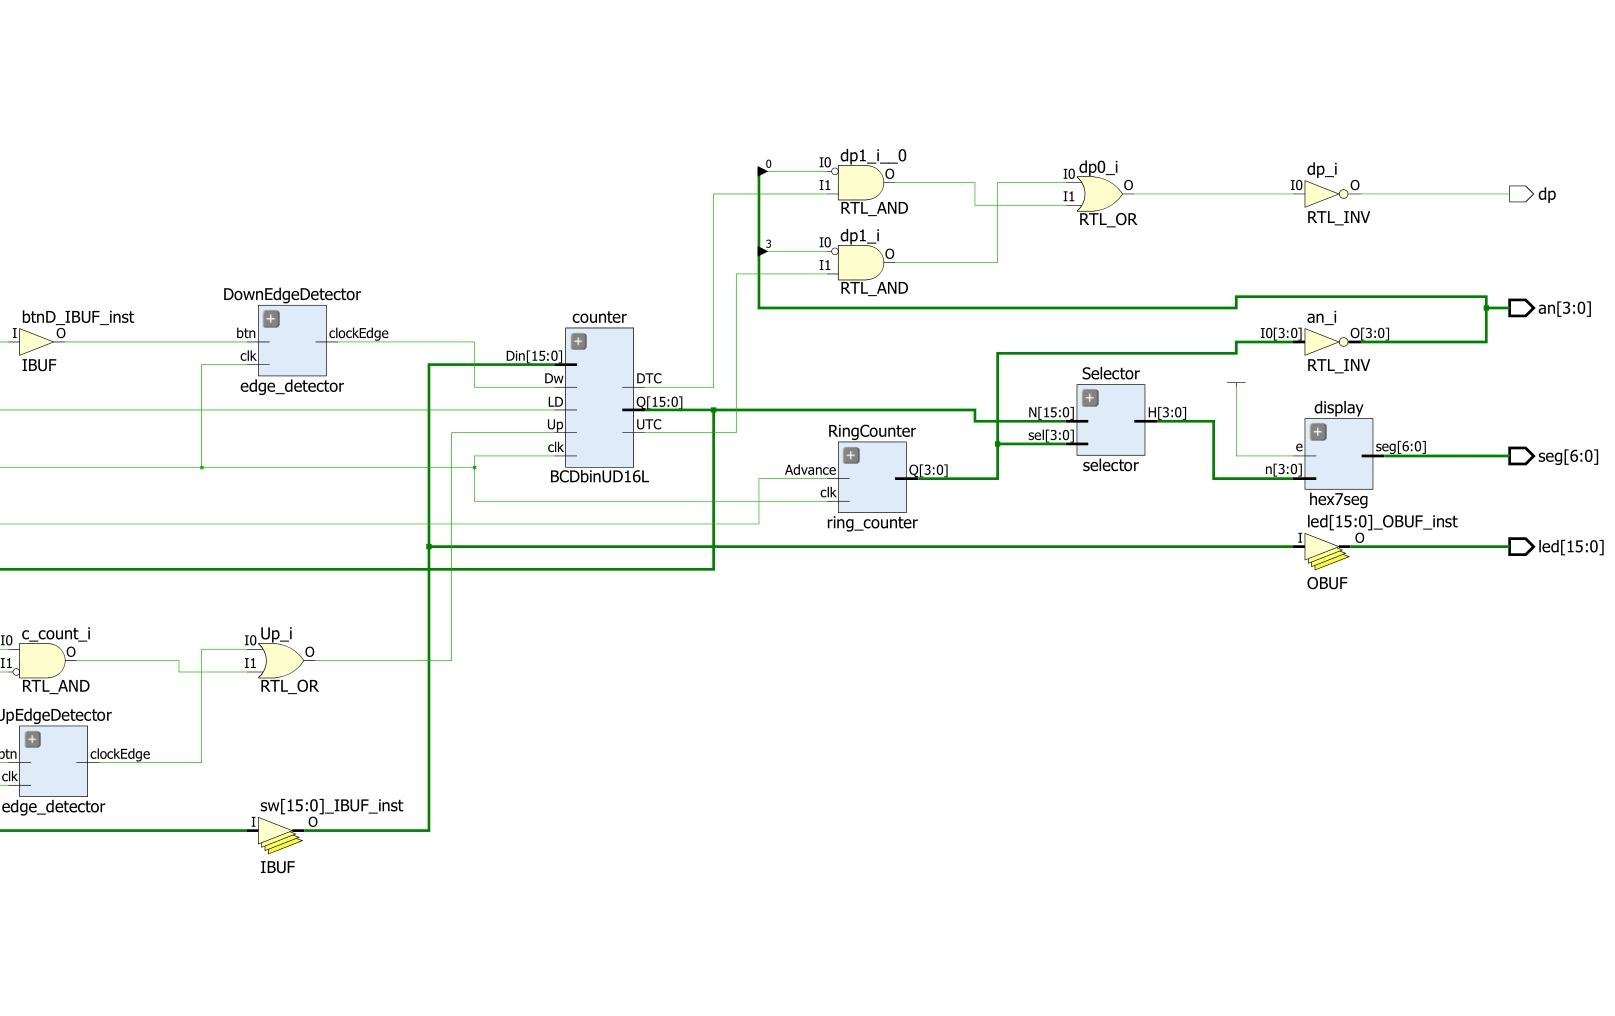 0
I0
dp1_i__0
O
I1
RTL_AND
3
I0
dp1_i
O
I1
RTL_AND
I0
dp0_i
O
I1
RTL_OR
dp_i
I0
O
RTL_INV
dp
btnD_IBUF_inst
I
O
IBUF
DownEdgeDetector
btn
clockEdge
clk
edge_detector
counter
Din[15:0]
Dw
DTC
LD
Q[15:0]
Up
UTC
clk
BCDbinUD16L
an_i
I0[3:0]
O[3:0]
RTL_INV
an[3:0]
Selector
N[15:0]
H[3:0]
sel[3:0]
selector
RingCounter
Advance
Q[3:0]
clk
ring_counter
display
e
seg[6:0]
n[3:0]
hex7seg
seg[6:0]
led[15:0]_OBUF_inst
I
O
OBUF
led[15:0]
I0
c_count_i
O
I1
RTL_AND
I0
Up_i
O
I1
RTL_OR
UpEdgeDetector
btn
clockEdge
clk
edge_detector
sw[15:0]_IBUF_inst
I
O
IBUF